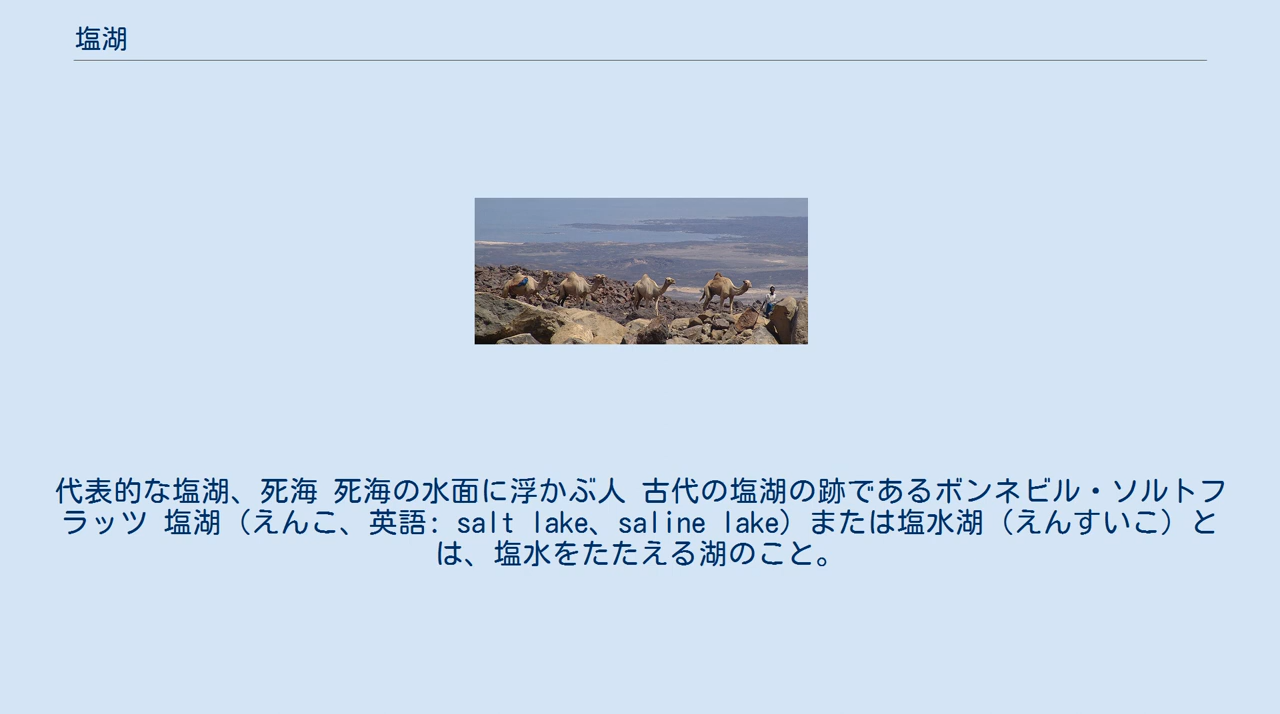 塩湖
代表的な塩湖、死海 死海の水面に浮かぶ人 古代の塩湖の跡であるボンネビル・ソルトフ
ラッツ 塩湖（えんこ、英語: salt lake、saline lake）または塩水湖（えんすいこ）と
は、塩水をたたえる湖のこと。